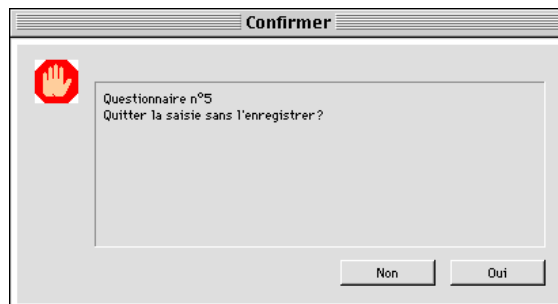 Confirmer
Questionnaire n°5
Quitter la saisie sans l'enregistrer?
Non
Oui